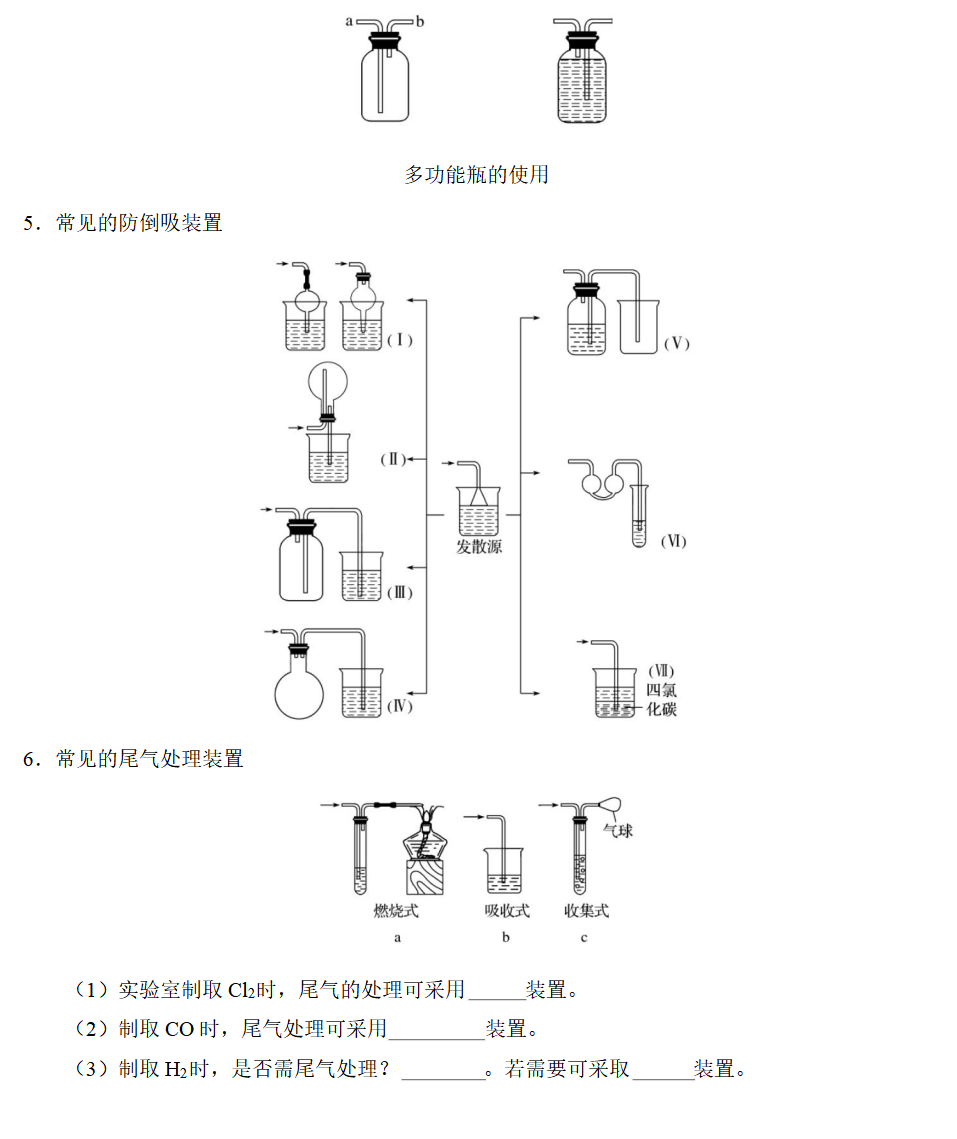 a b
多功能瓶的使用
5．常见的防倒吸装置
(Ⅰ)
(Ⅴ)
(Ⅱ)
发散源
(Ⅵ)
(Ⅲ)
(Ⅶ)
四氯
化碳
(Ⅳ)
6．常见的尾气处理装置
气球
燃烧式 吸收式 收集式
a b c
（1）实验室制取 Cl₂时，尾气的处理可采用______装置。
（2）制取 CO 时，尾气处理可采用__________装置。
（3）制取 H₂时，是否需尾气处理？_________。若需要可采取______装置。